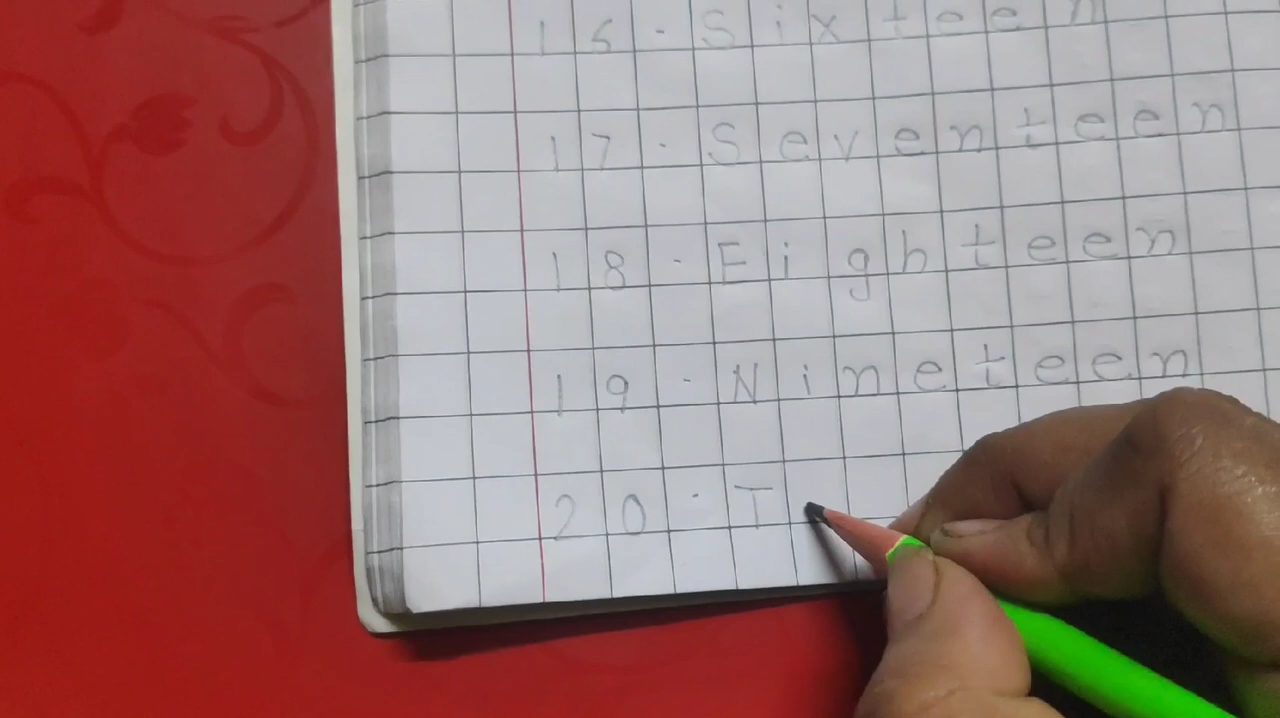 16. Sixteen
17. Seventeen
18. Eighteen
19. Nineteen
20. T